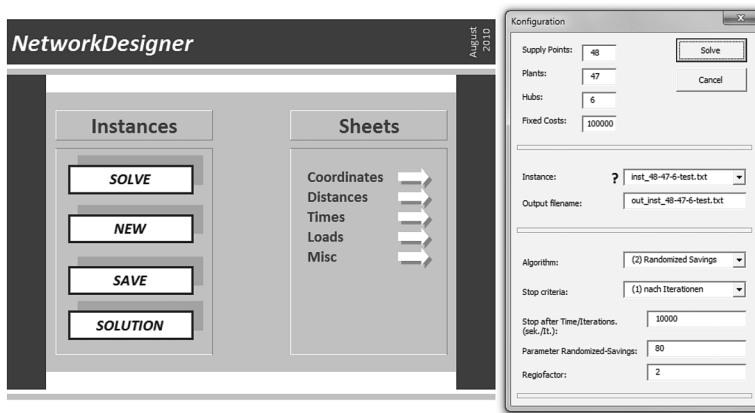 NetworkDesigner
August
2010
Instances
SOLVE
NEW
SAVE
SOLUTION
Sheets
Coordinates
Distances
Times
Loads
Misc
Konfiguration
x
Supply Points: 48
Plants: 47
Hubs: 6
Fixed Costs: 100000
Solve
Cancel
Instance: ? inst_48-47-6-test.txt
Output filename: out_inst_48-47-6-test.txt
Algorithm: (2) Randomized Savings
Stop criteria: (1) nach Iterationen
Stop after Time/Iterations. 10000
(sek./It.):
Parameter Randomized-Savings: 80
Regiofactor: 2